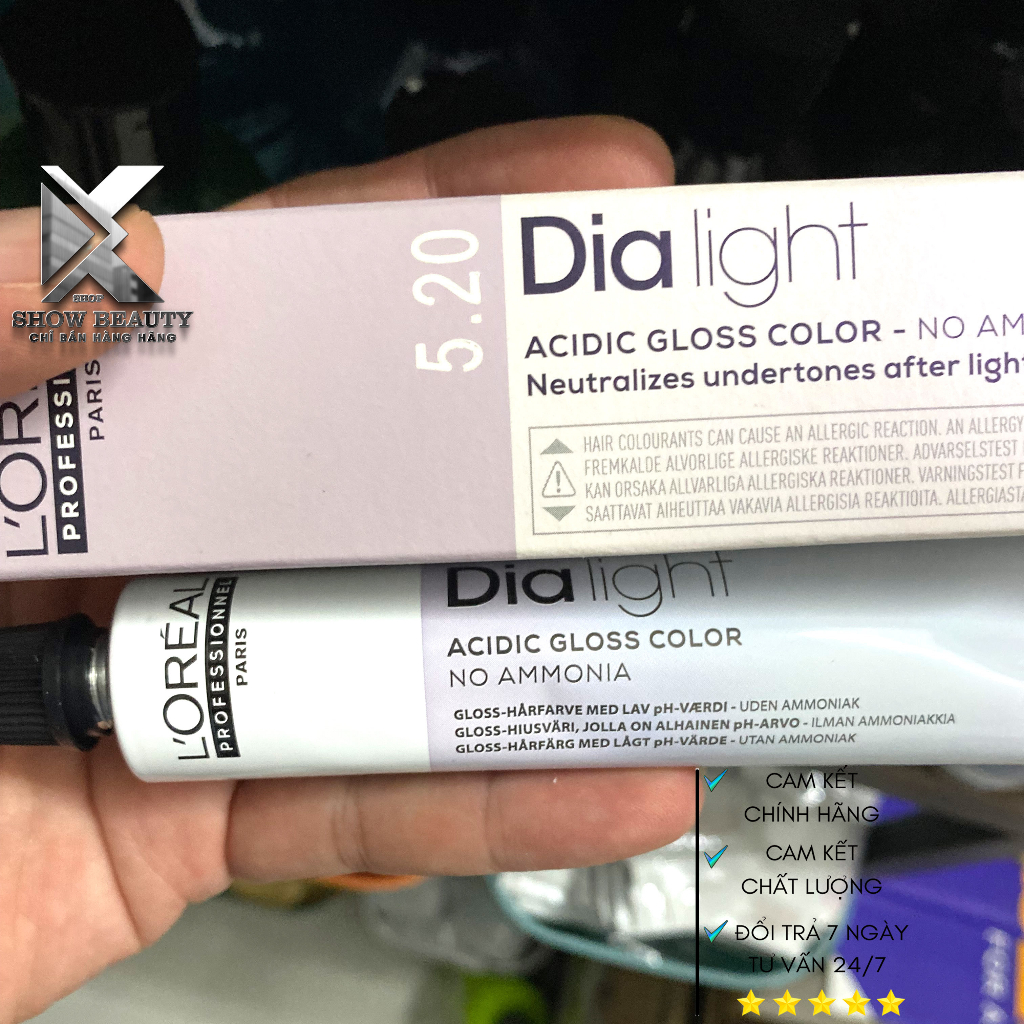 SHOP
SHOW BEAUTY
CHỈ BÁN HÀNG HÃNG
L'OR
PROFESSI
PARIS
5.20
Dia light
ACIDIC GLOSS COLOR - NO AM
Neutralizes undertones after light
HAIR COLOURANTS CAN CAUSE AN ALLERGIC REACTION. AN ALLERGY
FREMKALDE ALVORLIGE ALLERGISKE REAKTIONER. ADVARSELSTEST
KAN ORSAKA ALLVARLIGA ALLERGISKA REAKTIONER. VARNINGSTEST F
SAATTAVAT AIHEUTTAA VAKAVIA ALLERGISIA REAKTIOITA. ALLERGIASTA
L'ORÉAL
PROFESSIONNEL
PARIS
Dia light
ACIDIC GLOSS COLOR
NO AMMONIA
GLOSS-HÅRFARVE MED LAV pH-VÆRDI - UDEN AMMONIAK
GLOSS-HIUSVÄRI, JOLLA ON ALHAINEN pH-ARVO - ILMAN AMMONIAKKIA
GLOSS-HÅRFÄRG MED LÅGT pH-VÄRDE - UTAN AMMONIAK
CAM KẾT
CHÍNH HÃNG
CAM KẾT
CHẤT LƯỢNG
ĐỔI TRẢ 7 NGÀY
TƯ VẤN 24/7